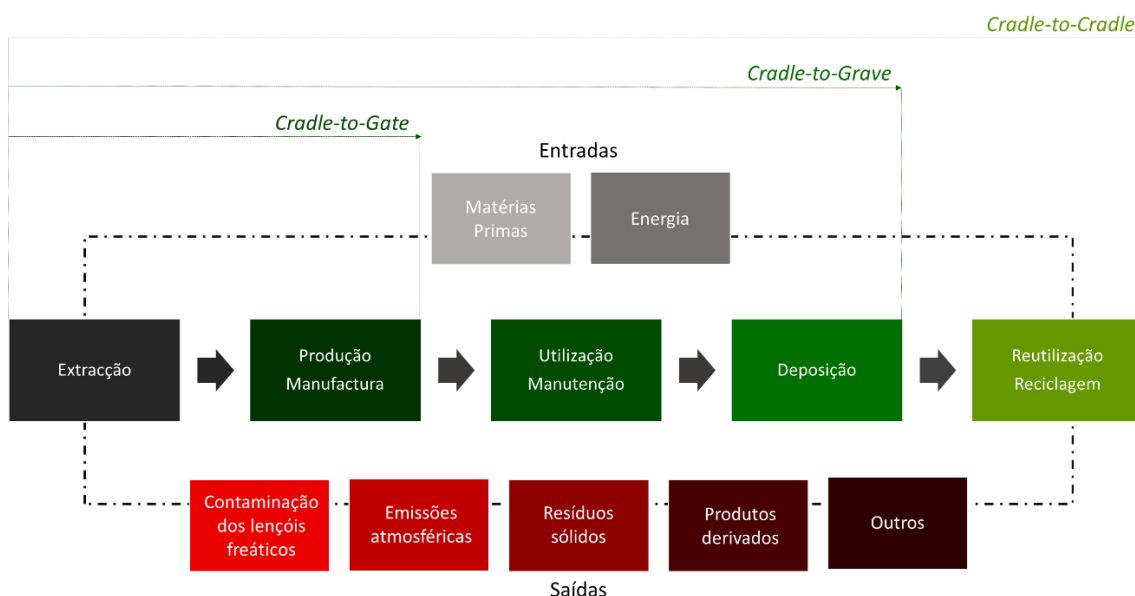 Cradle-to-Cradle
Cradle-to-Grave
Cradle-to-Gate
Entradas
Matérias
Primas
Energia
Extracção
Produção
Manufactura
Utilização
Manutenção
Deposição
Reutilização
Reciclagem
Contaminação
dos lençóis
freáticos
Emissões
atmosféricas
Resíduos
sólidos
Produtos
derivados
Outros
Saídas